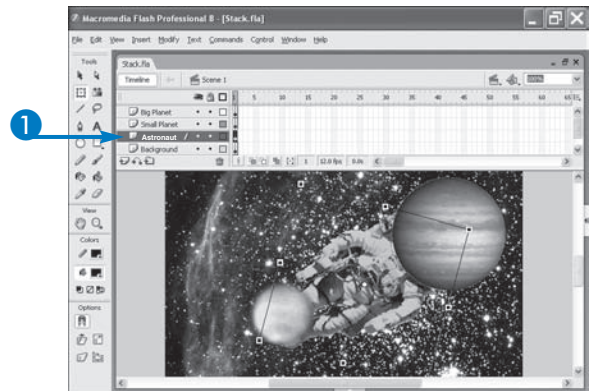 Macromedia Flash Professional 8 - [Stack.fla]
File Edit View Insert Modify Text Commands Control Window Help
Tools
Stack.fla
Timeline Scene 1 100%
5 10 15 20 25 30 35 40 45 50 55 60 65
Big Planet
Small Planet
1
Astronaut
Background
1 12.0 fps 0.0s
A
View
Colors
Options